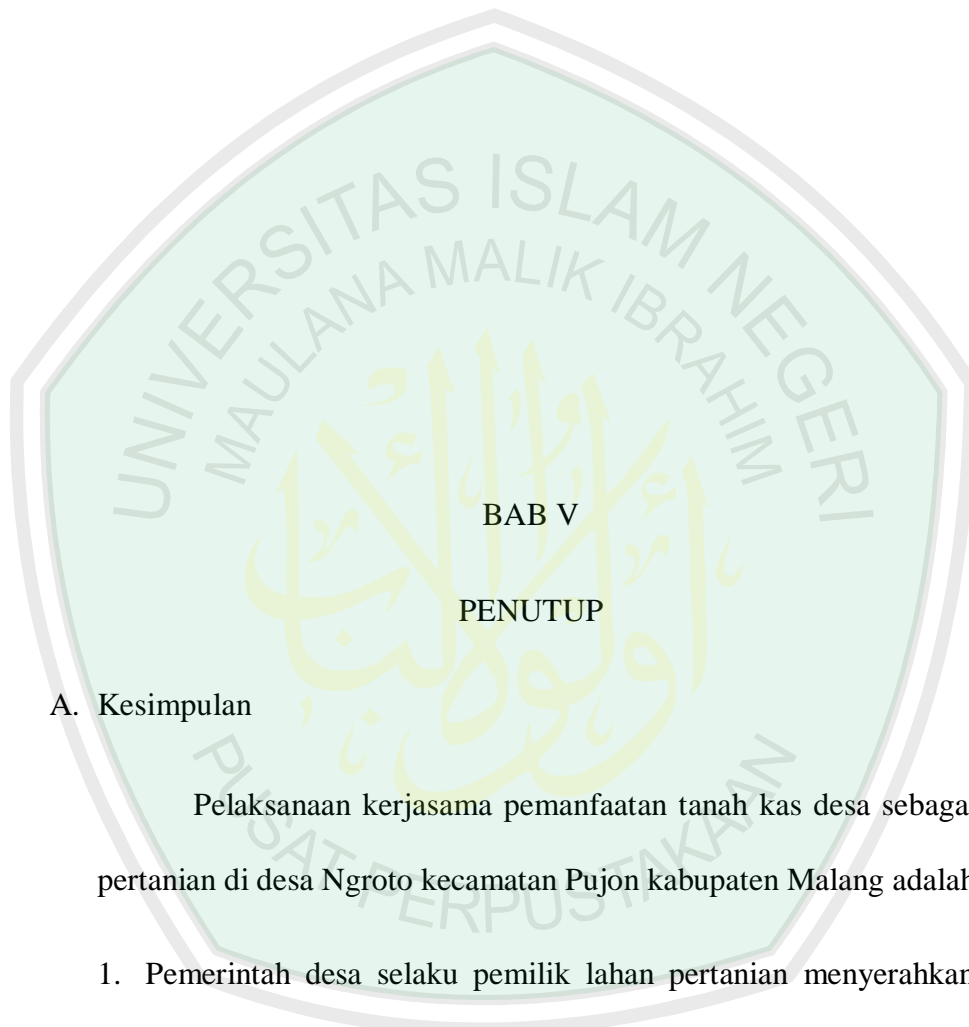 UNIVERSITAS ISLAM NEGERI
MAULANA MALIK IBRAHIM
BAB V
PENUTUP
A. Kesimpulan
Pelaksanaan kerjasama pemanfaatan tanah kas desa sebaga
pertanian di desa Ngroto kecamatan Pujon kabupaten Malang adalah
1. Pemerintah desa selaku pemilik lahan pertanian menyerahkan
PUSAT PERPUSTAKAAN